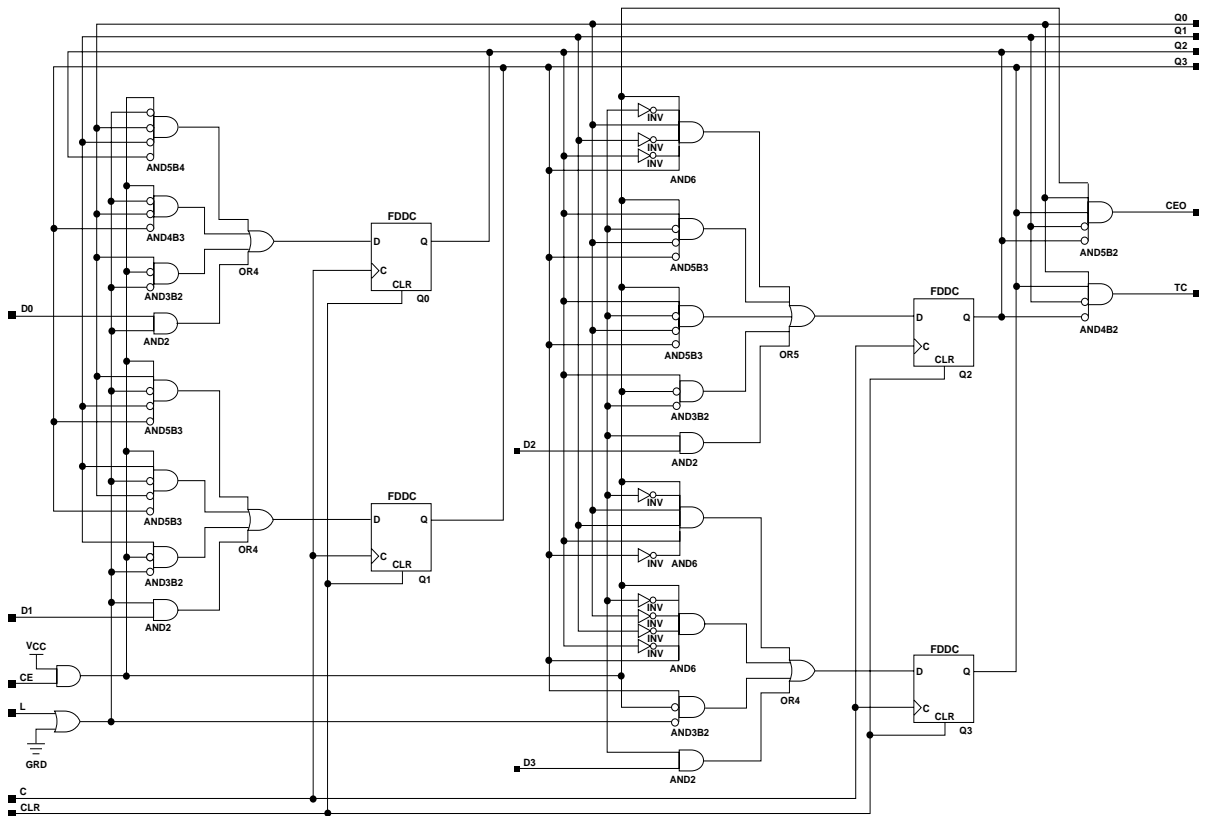 Q0
Q1
Q2
Q3
INV
INV
INV
AND6
AND5B4
AND4B3
FDDC
D
Q
C
CLR
Q0
OR4
AND3B2
D0
AND2
AND5B3
AND5B3
OR5
AND3B2
D2
AND2
FDDC
D
Q
C
CLR
Q2
CEO
AND5B2
TC
AND4B2
AND5B3
AND5B3
FDDC
D
Q
C
CLR
Q1
OR4
AND3B2
D1
AND2
INV
INV
AND6
INV
INV
INV
INV
AND6
FDDC
D
Q
C
CLR
Q3
OR4
AND3B2
D3
AND2
VCC
CE
L
GRD
C
CLR